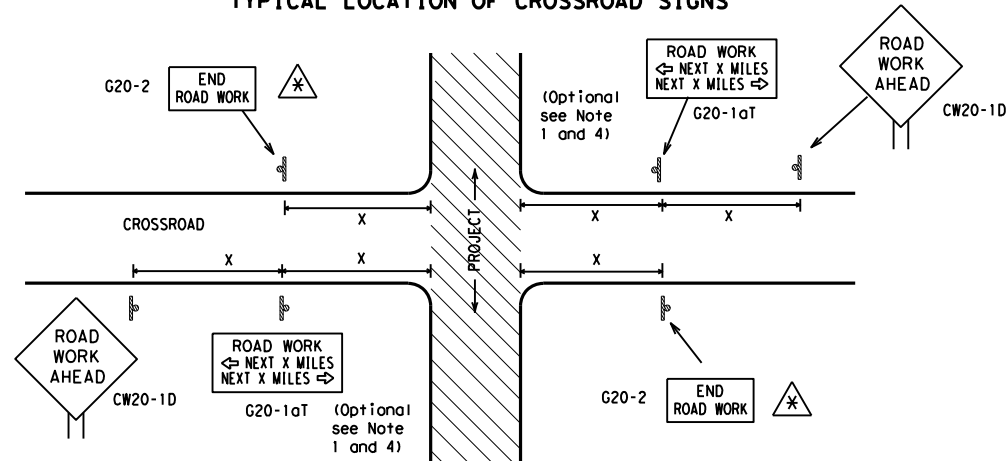 TYPICAL LOCATION OF CROSSROAD SIGNS
G20-2
END
ROAD WORK
*
(Optional
see Note
1 and 4)
ROAD WORK
⇦ NEXT X MILES
NEXT X MILES ⇨
G20-1aT
ROAD
WORK
AHEAD
CW20-1D
X
X
X
CROSSROAD
PROJECT
X
X
X
ROAD
WORK
AHEAD
CW20-1D
ROAD WORK
⇦ NEXT X MILES
NEXT X MILES ⇨
G20-1aT
(Optional
see Note
1 and 4)
G20-2
END
ROAD WORK
*